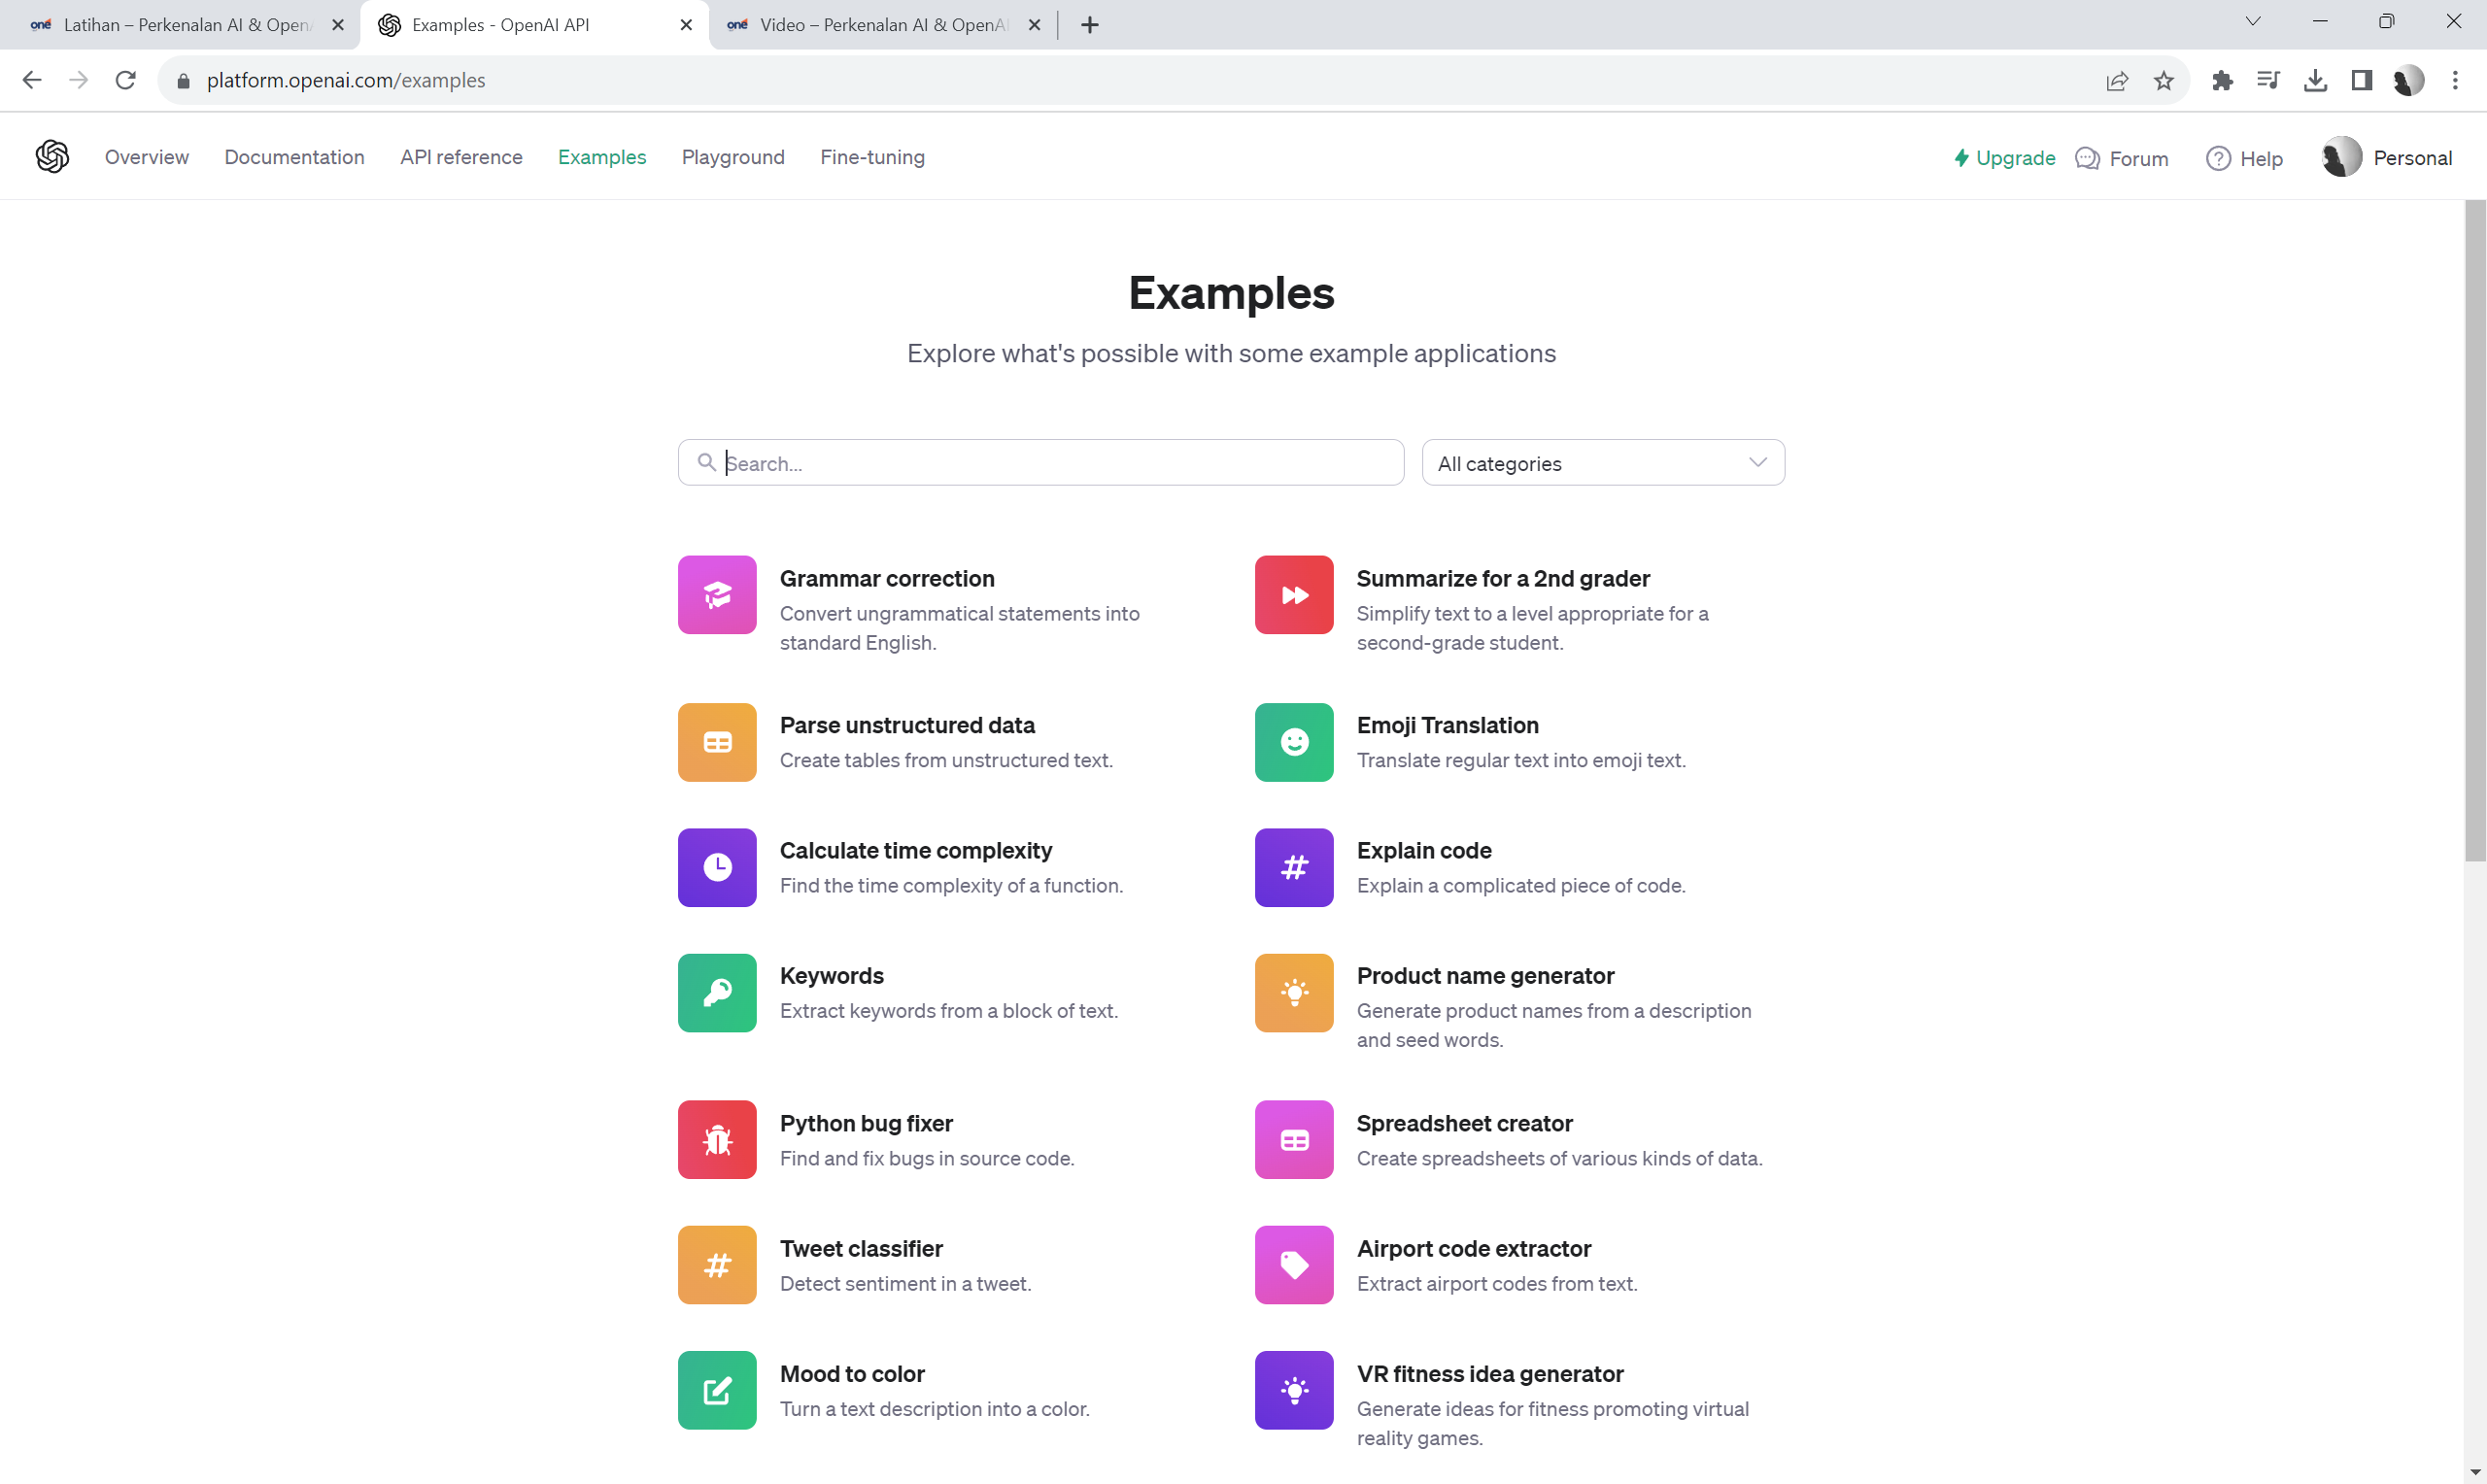 one Latihan – Perkenalan AI & OpenA
Examples - OpenAI API
one Video – Perkenalan AI & OpenA
platform.openai.com/examples
Overview Documentation API reference Examples Playground Fine-tuning
Upgrade Forum Help Personal
Examples
Explore what's possible with some example applications
Search...
All categories
Grammar correction
Convert ungrammatical statements into
standard English.
Summarize for a 2nd grader
Simplify text to a level appropriate for a
second-grade student.
Parse unstructured data
Create tables from unstructured text.
Emoji Translation
Translate regular text into emoji text.
Calculate time complexity
Find the time complexity of a function.
Explain code
Explain a complicated piece of code.
Keywords
Extract keywords from a block of text.
Product name generator
Generate product names from a description
and seed words.
Python bug fixer
Find and fix bugs in source code.
Spreadsheet creator
Create spreadsheets of various kinds of data.
Tweet classifier
Detect sentiment in a tweet.
Airport code extractor
Extract airport codes from text.
Mood to color
Turn a text description into a color.
VR fitness idea generator
Generate ideas for fitness promoting virtual
reality games.